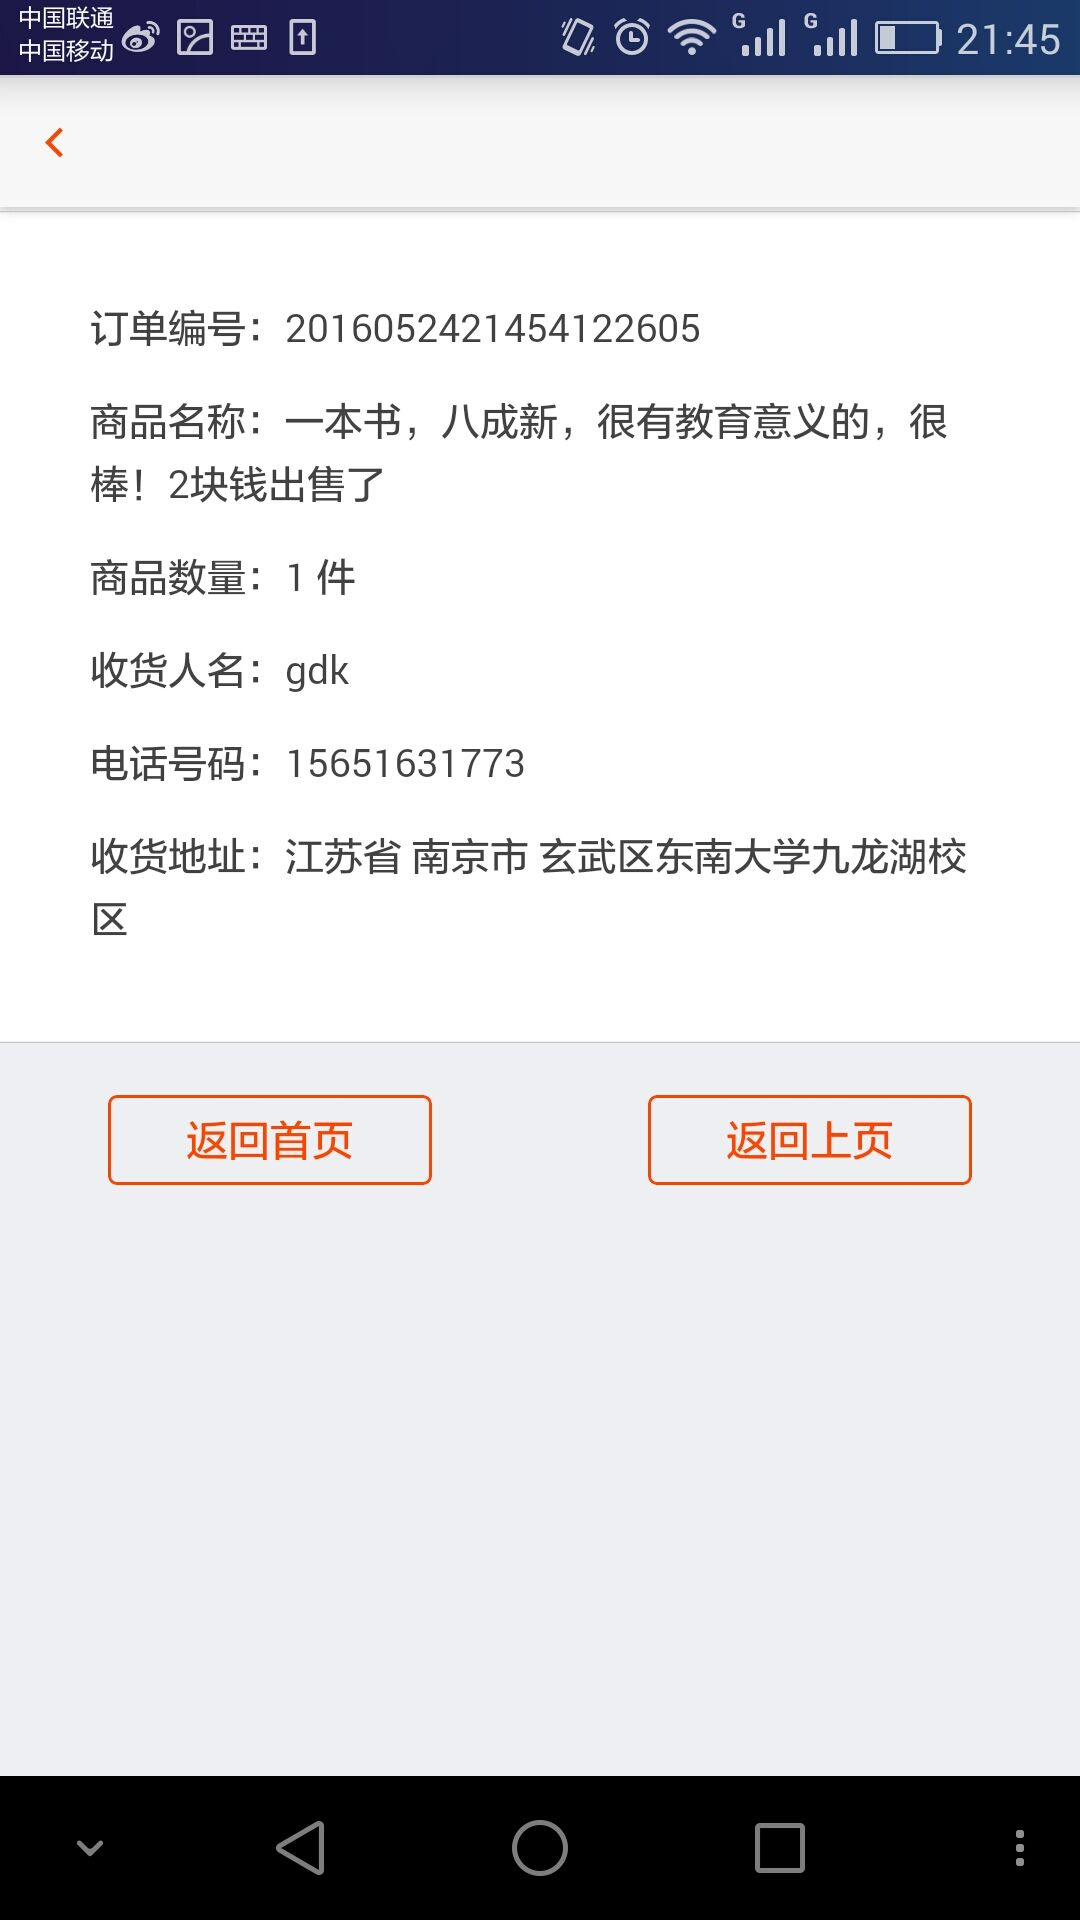 中国联通
中国移动
G G 21:45
订单编号：2016052421454122605
商品名称：一本书，八成新，很有教育意义的，很
棒！2块钱出售了
商品数量：1 件
收货人名：gdk
电话号码：15651631773
收货地址：江苏省 南京市 玄武区东南大学九龙湖校
区
返回首页 返回上页